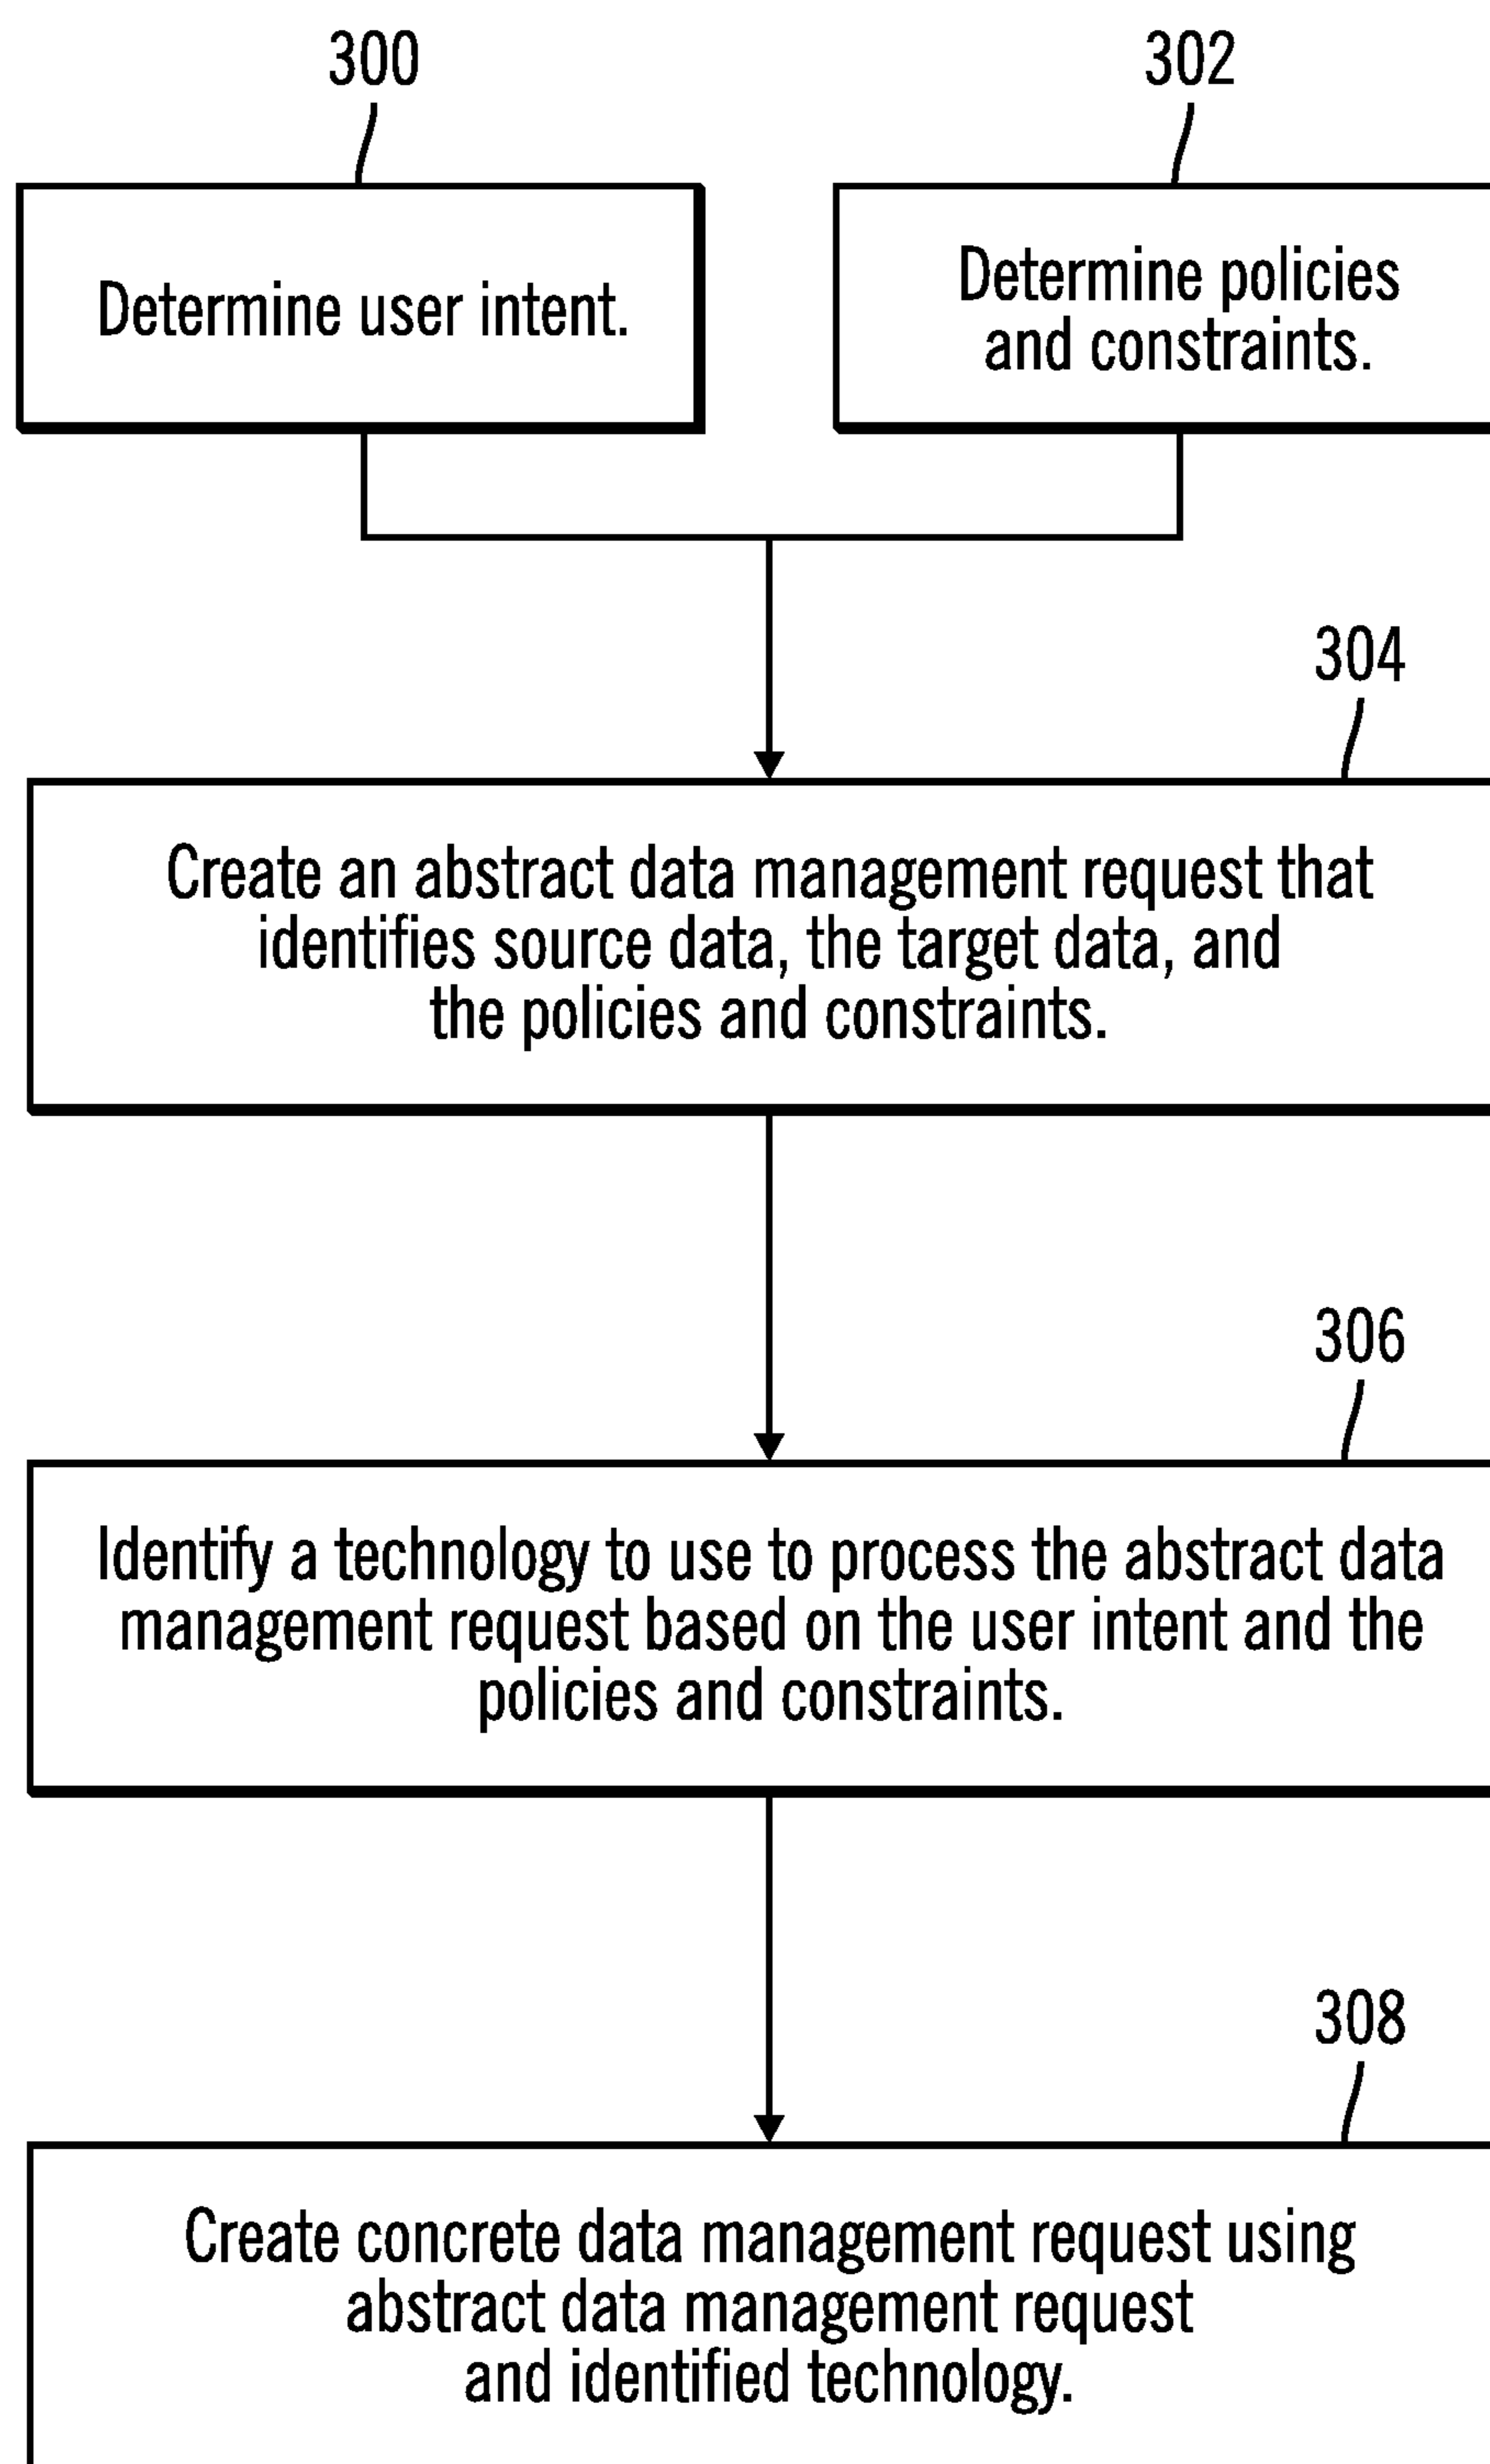 300
302
Determine user intent.
Determine policies
and constraints.
304
Create an abstract data management request that
identifies source data, the target data, and
the policies and constraints.
306
Identify a technology to use to process the abstract data
management request based on the user intent and the
policies and constraints.
308
Create concrete data management request using
abstract data management request
and identified technology.